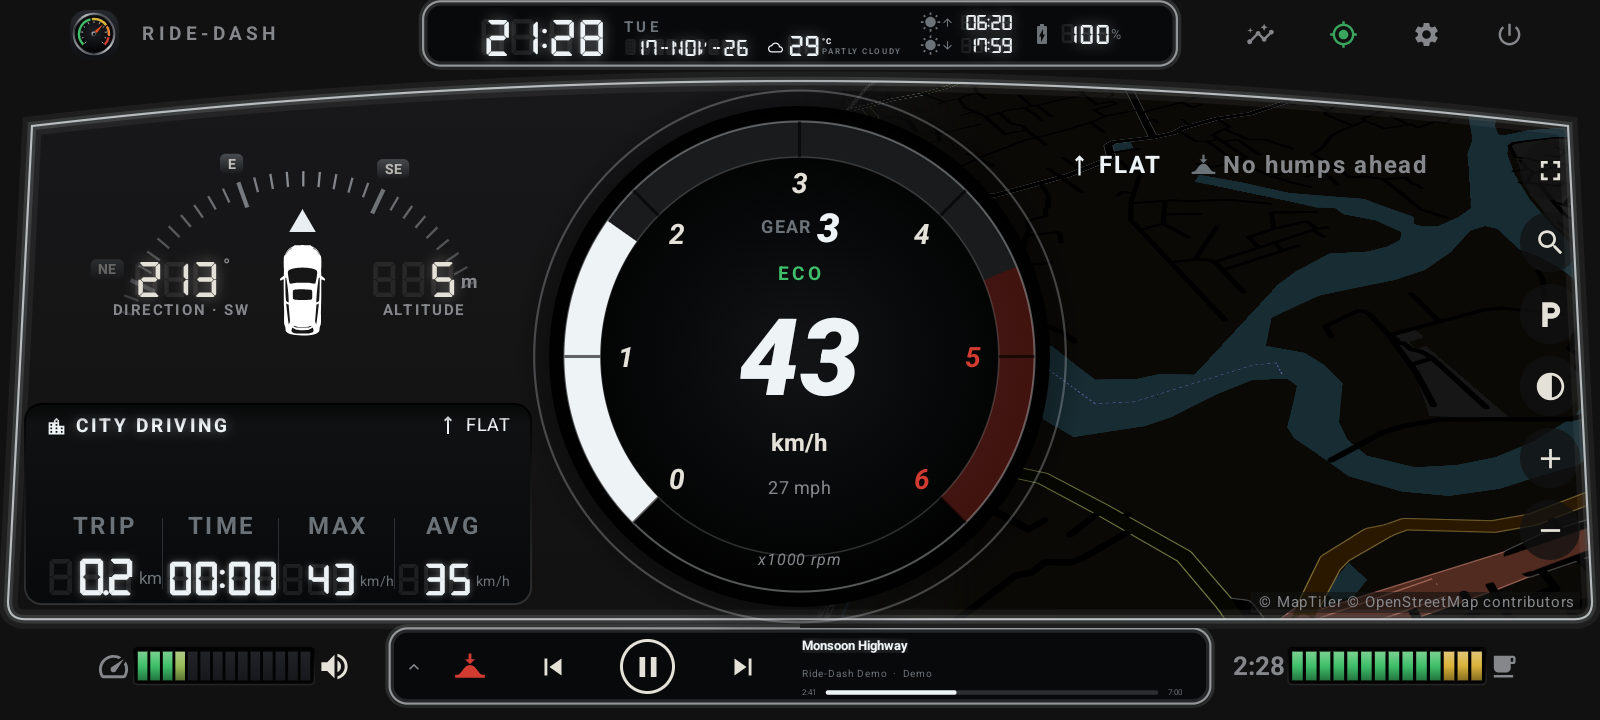 RIDE-DASH
21:28
TUE
17-NOV-26
29°C
PARTLY CLOUDY
06:20
17:59
100%
E
SE
NE
213°
DIRECTION · SW
5 m
ALTITUDE
CITY DRIVING
FLAT
TRIP
TIME
MAX
AVG
0.2 km
00:00
43 km/h
35 km/h
3
2
4
GEAR 3
ECO
1
5
43
km/h
0
6
27 mph
x1000 rpm
FLAT
No humps ahead
P
© MapTiler © OpenStreetMap contributors
Monsoon Highway
Ride-Dash Demo · Demo
2:41
7:00
2:28